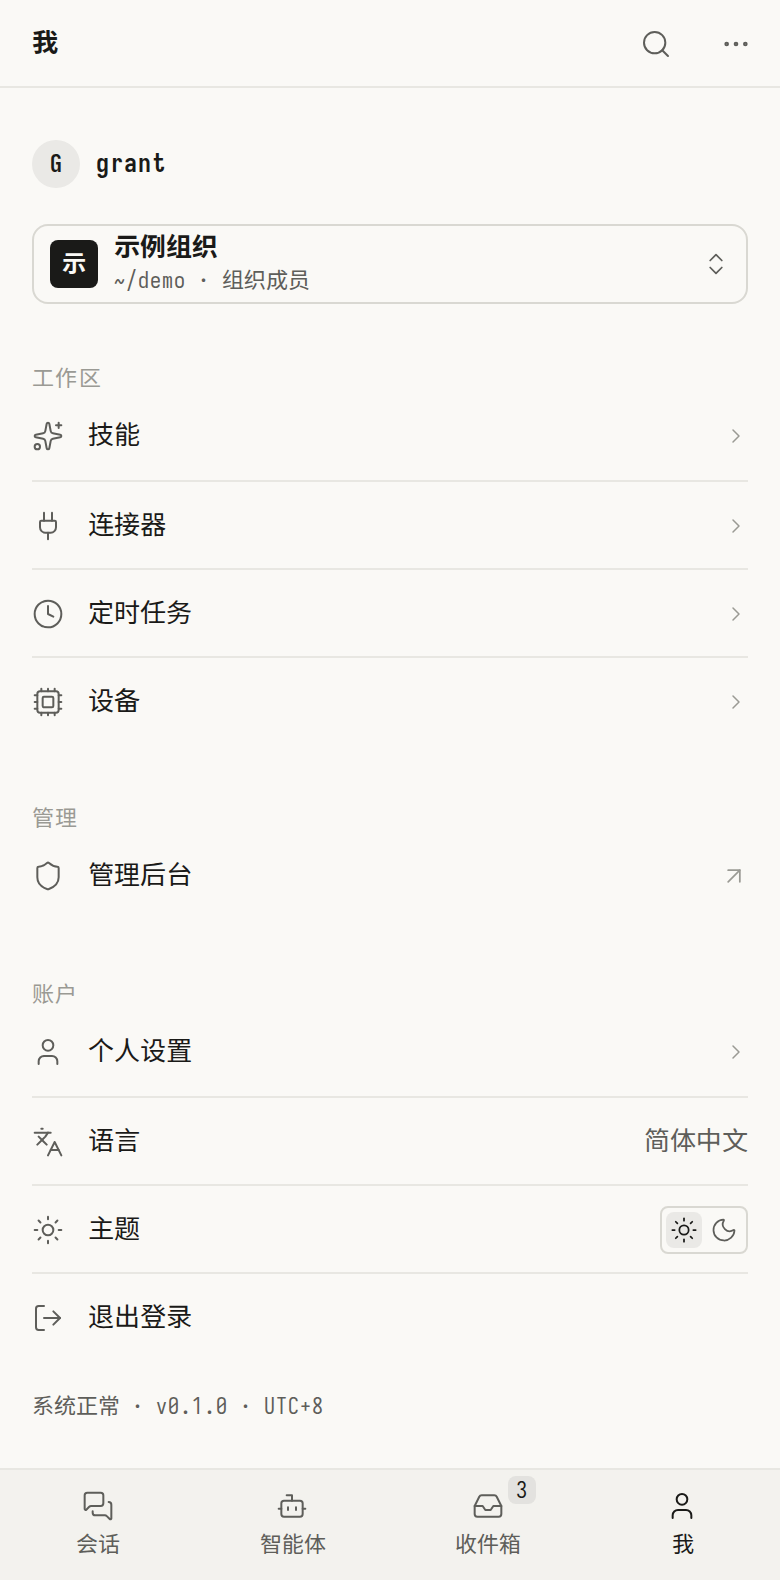 我
G grant
示 示例组织
~/demo · 组织成员
工作区
技能
连接器
定时任务
设备
管理
管理后台
账户
个人设置
语言 简体中文
主题
退出登录
系统正常 · v0.1.0 · UTC+8
3
会话 智能体 收件箱 我